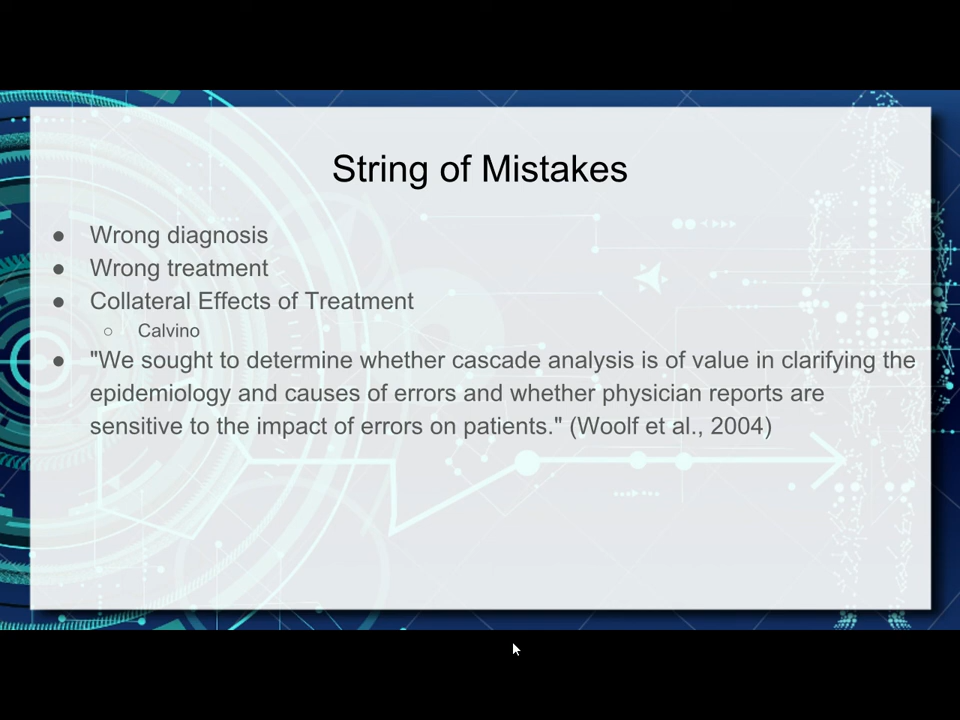 String of Mistakes
● Wrong diagnosis
● Wrong treatment
● Collateral Effects of Treatment
○ Calvino
● "We sought to determine whether cascade analysis is of value in clarifying the
epidemiology and causes of errors and whether physician reports are
sensitive to the impact of errors on patients." (Woolf et al., 2004)